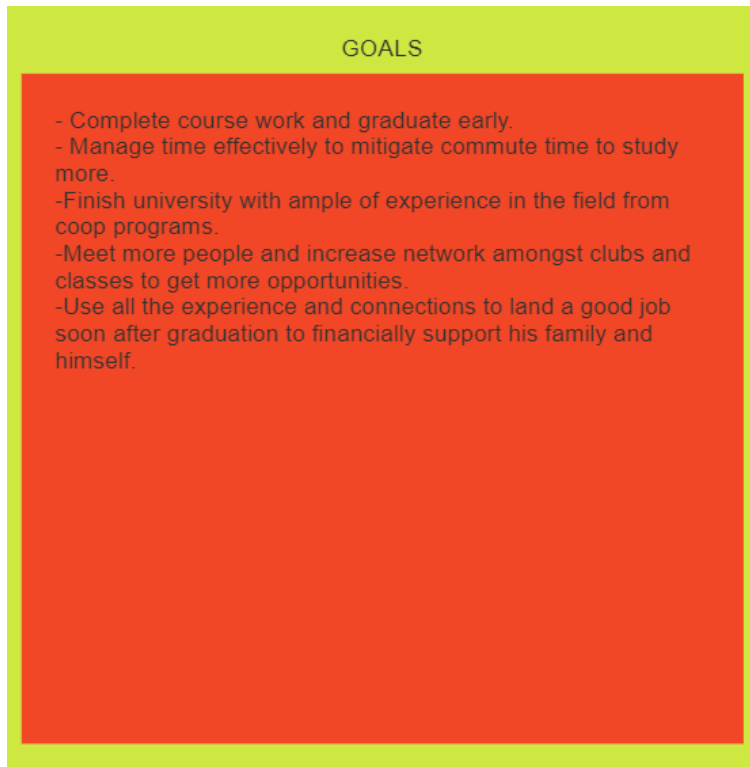 GOALS
- Complete course work and graduate early.
- Manage time effectively to mitigate commute time to study
more.
-Finish university with ample of experience in the field from
coop programs.
-Meet more people and increase network amongst clubs and
classes to get more opportunities.
-Use all the experience and connections to land a good job
soon after graduation to financially support his family and
himself.